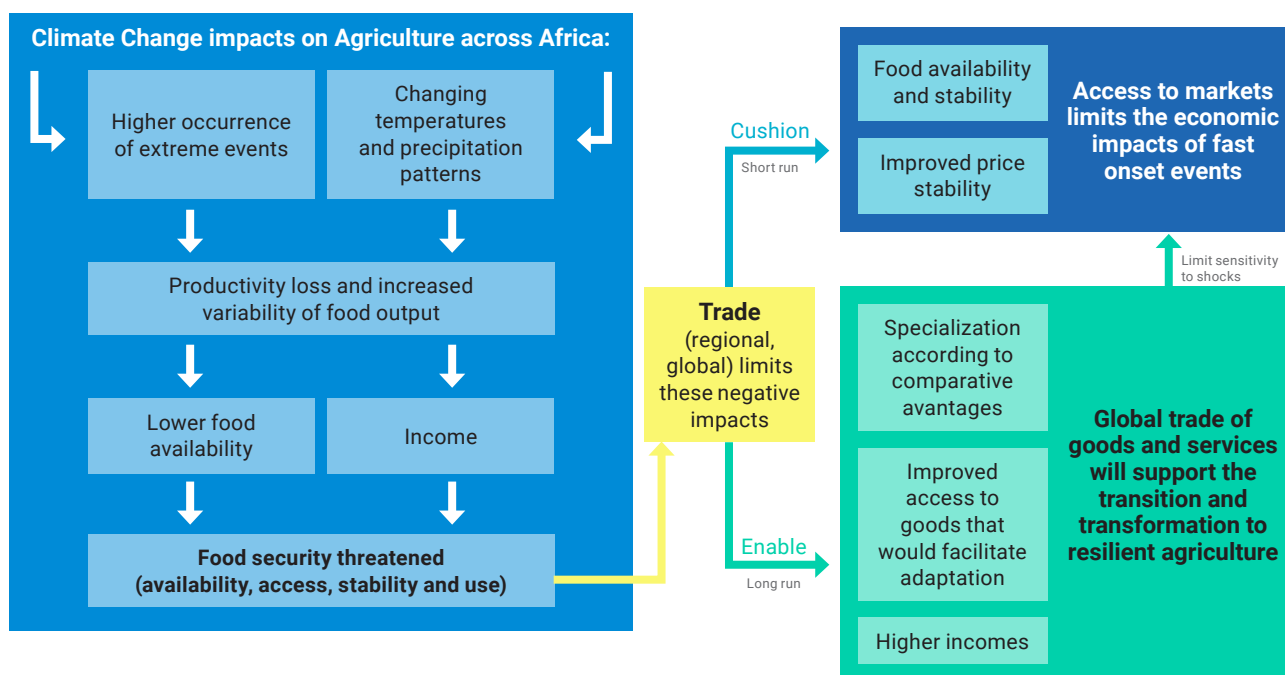 Climate Change impacts on Agriculture across Africa:
Higher occurrence
of extreme events
Changing
temperatures
and precipitation
patterns
Productivity loss and increased
variability of food output
Lower food
availability
Income
Food security threatened
(availability, access, stability and use)
Trade
(regional,
global) limits
these negative
impacts
Cushion
Short run
Food availability
and stability
Improved price
stability
Access to markets
limits the economic
impacts of fast
onset events
Limit sensitivity
to shocks
Enable
Long run
Specialization
according to
comparative
avantages
Improved
access to
goods that
would facilitate
adaptation
Higher incomes
Global trade of
goods and services
will support the
transition and
transformation to
resilient agriculture